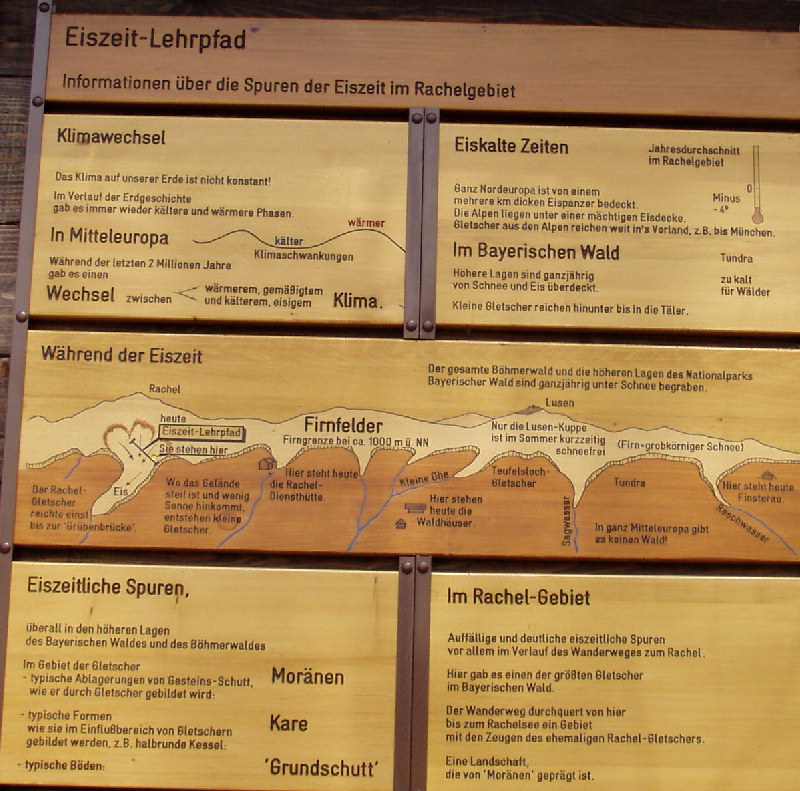 Eiszeit-Lehrpfad
Informationen über die Spuren der Eiszeit im Rachelgebiet
Klimawechsel
Das Klima auf unserer Erde ist nicht konstant!
Im Verlauf der Erdgeschichte
gab es immer wieder kältere und wärmere Phasen.
In Mitteleuropa
kälter
wärmer
Klimaschwankungen
Während der letzten 2 Millionen Jahre
gab es einen
Wechsel zwischen
wärmerem, gemäßigtem
und kälterem, eisigem
Klima.
Eiskalte Zeiten
Jahresdurchschnitt
im Rachelgebiet
0
Minus
-4°
Ganz Nordeuropa ist von einem
mehrere km dicken Eispanzer bedeckt.
Die Alpen liegen unter einer mächtigen Eisdecke.
Gletscher aus den Alpen reichen weit in's Vorland, z.B. bis München.
Im Bayerischen Wald
Tundra
Höhere Lagen sind ganzjährig
von Schnee und Eis überdeckt.
zu kalt
für Wälder
Kleine Gletscher reichen hinunter bis in die Täler.
Während der Eiszeit
Der gesamte Böhmerwald und die höheren Lagen des Nationalparks
Bayerischer Wald sind ganzjährig unter Schnee begraben.
Rachel
heute
Eiszeit-Lehrpfad
Sie stehen hier
Firnfelder
Firngrenze bei ca. 1000 m ü. NN
Lusen
Nur die Lusen-Kuppe
ist im Sommer kurzzeitig
schneefrei
(Firn=grobkörniger Schnee)
Eis
Der Rachel-
Gletscher
reichte einst
bis zur 'Grubenbrücke'.
Wo das Gelände
steil ist und wenig
Sonne hinkommt,
entstehen kleine
Gletscher.
Hier steht heute
die Rachel-
Diensthütte.
Kleine Ohe
Hier stehen
heute die
Waldhäuser.
Teufelsloch-
Gletscher
Sagwasser
Tundra
In ganz Mitteleuropa gibt
es keinen Wald!
Hier steht heute
Finsterau.
Reschwasser
Eiszeitliche Spuren,
überall in den höheren Lagen
des Bayerischen Waldes und des Böhmerwaldes
Im Gebiet der Gletscher
- typische Ablagerungen von Gesteins-Schutt,
wie er durch Gletscher gebildet wird:
Moränen
- typische Formen
wie sie im Einflußbereich von Gletschern
gebildet werden, z.B. halbrunde Kessel:
Kare
- typische Böden:
'Grundschutt'
Im Rachel-Gebiet
Auffällige und deutliche eiszeitliche Spuren
vor allem im Verlauf des Wanderweges zum Rachel.
Hier gab es einen der größten Gletscher
im Bayerischen Wald.
Der Wanderweg durchquert von hier
bis zum Rachelsee ein Gebiet
mit den Zeugen des ehemaligen Rachel-Gletschers.
Eine Landschaft,
die von 'Moränen' geprägt ist.